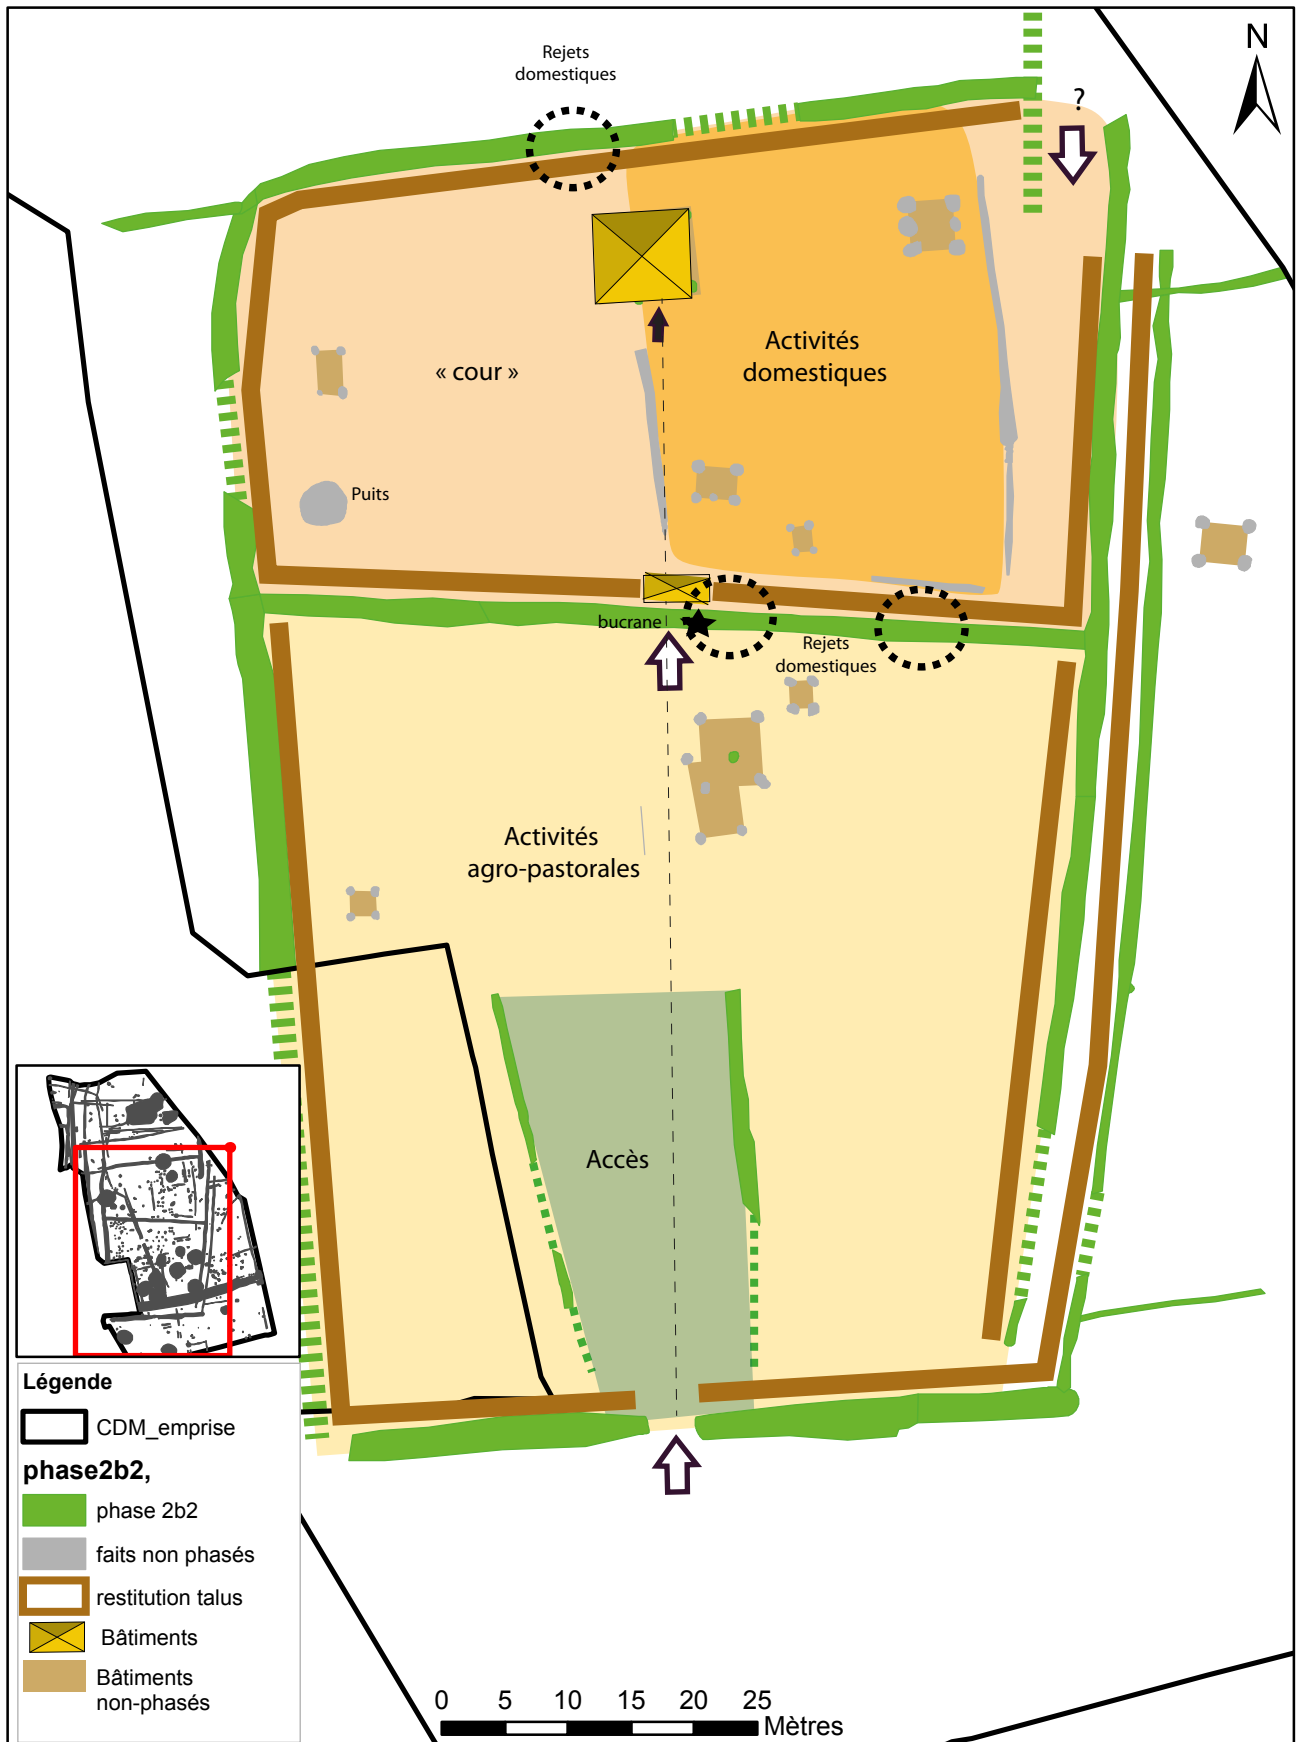 Rejets
domestiques
N
?
Activités
domestiques
« cour »
Puits
bucrane
Rejets
domestiques
Activités
agro-pastorales
Accès
Légende
CDM_emprise
phase2b2,
phase 2b2
faits non phasés
restitution talus
Bâtiments
Bâtiments
non-phasés
0 5 10 15 20 25
Mètres